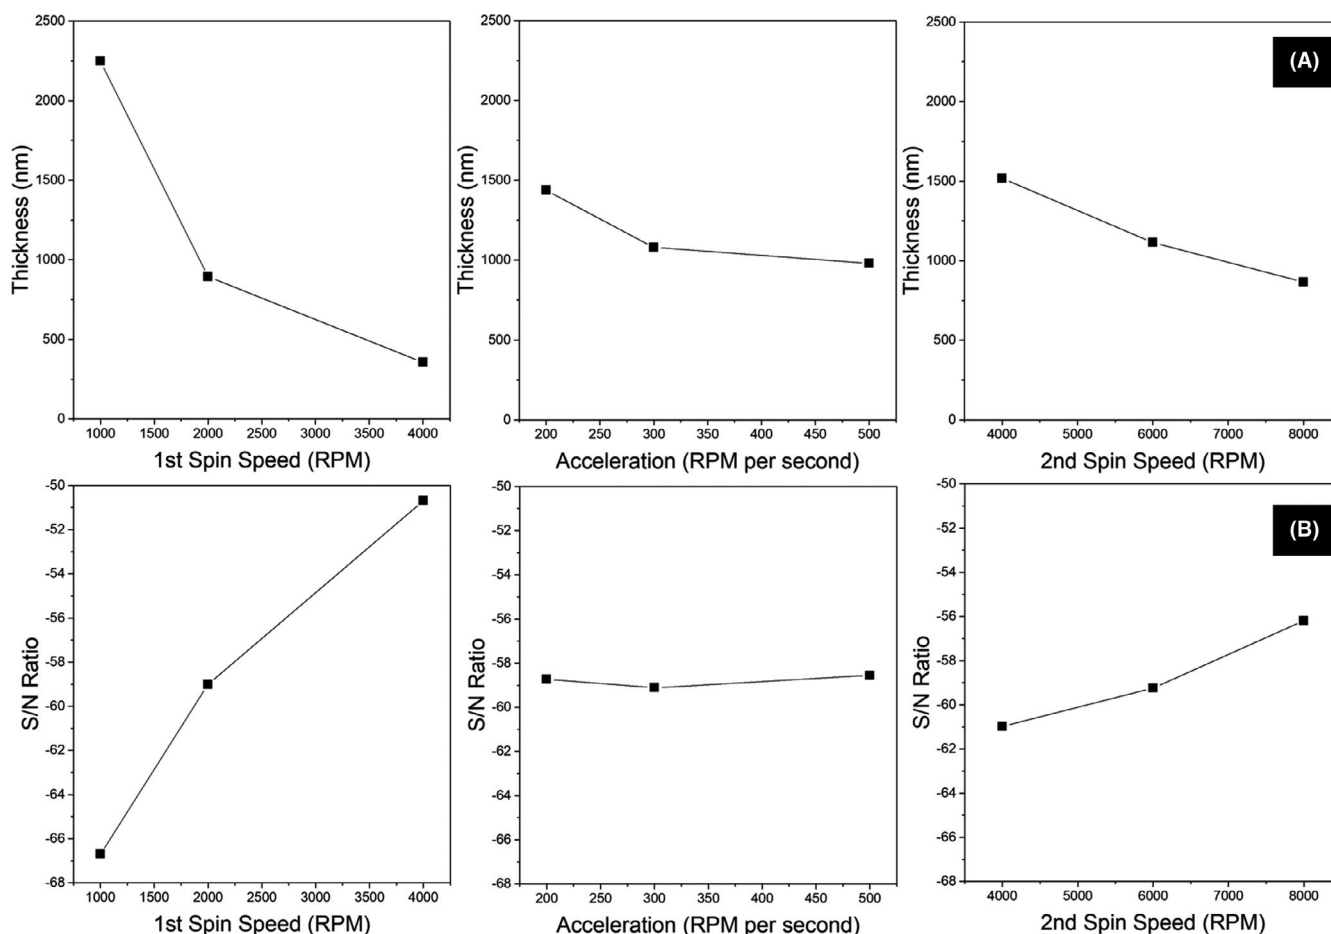 2500
2000
1500
1000
500
0
Thickness (nm)
1000 1500 2000 2500 3000 3500 4000
1st Spin Speed (RPM)
2500
2000
1500
1000
500
0
Thickness (nm)
200 250 300 350 400 450 500
Acceleration (RPM per second)
2500
2000
1500
1000
500
0
Thickness (nm)
4000 5000 6000 7000 8000
2nd Spin Speed (RPM)
(A)
-50
-52
-54
-56
-58
-60
-62
-64
-66
-68
S/N Ratio
1000 1500 2000 2500 3000 3500 4000
1st Spin Speed (RPM)
-50
-52
-54
-56
-58
-60
-62
-64
-66
-68
S/N Ratio
200 250 300 350 400 450 500
Acceleration (RPM per second)
-50
-52
-54
-56
-58
-60
-62
-64
-66
-68
S/N Ratio
4000 5000 6000 7000 8000
2nd Spin Speed (RPM)
(B)